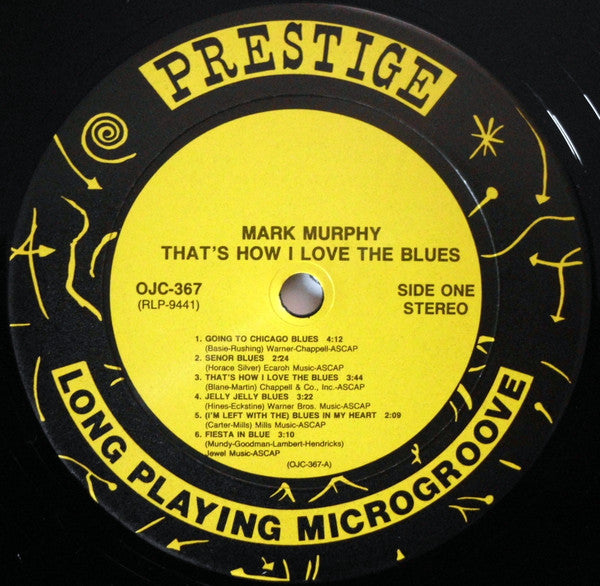 PRESTIGE
MARK MURPHY
THAT'S HOW I LOVE THE BLUES
OJC-367
(RLP-9441)
SIDE ONE
STEREO
1. GOING TO CHICAGO BLUES 4:12
(Basie-Rushing) Warner-Chappell-ASCAP
2. SENOR BLUES 2:24
(Horace Silver) Ecaroh Music-ASCAP
3. THAT'S HOW I LOVE THE BLUES 3:44
(Blane-Martin) Chappell & Co., Inc.-ASCAP
4. JELLY JELLY BLUES 3:22
(Hines-Eckstine) Warner Bros. Music-ASCAP
5. (I'M LEFT WITH THE) BLUES IN MY HEART 2:09
(Carter-Mills) Mills Music-ASCAP
6. FIESTA IN BLUE 3:10
(Mundy-Goodman-Lambert-Hendricks)
Jewel Music-ASCAP
(OJC-367-A)
LONG PLAYING MICROGROOVE